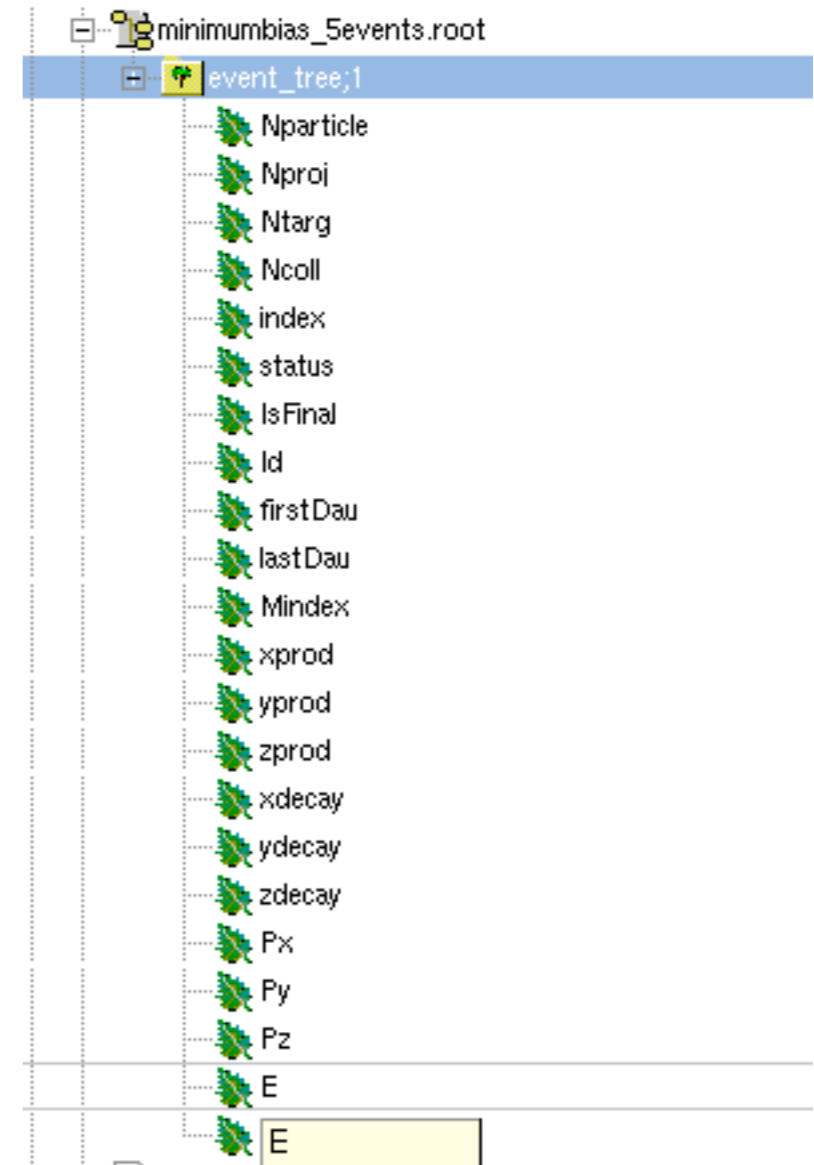 minimumbias_5events.root
event_tree;1
Nparticle
Nproj
Ntarg
Ncoll
index
status
IsFinal
Id
firstDau
lastDau
Mindex
xprod
yprod
zprod
xdecay
ydecay
zdecay
Px
Py
Pz
E
E